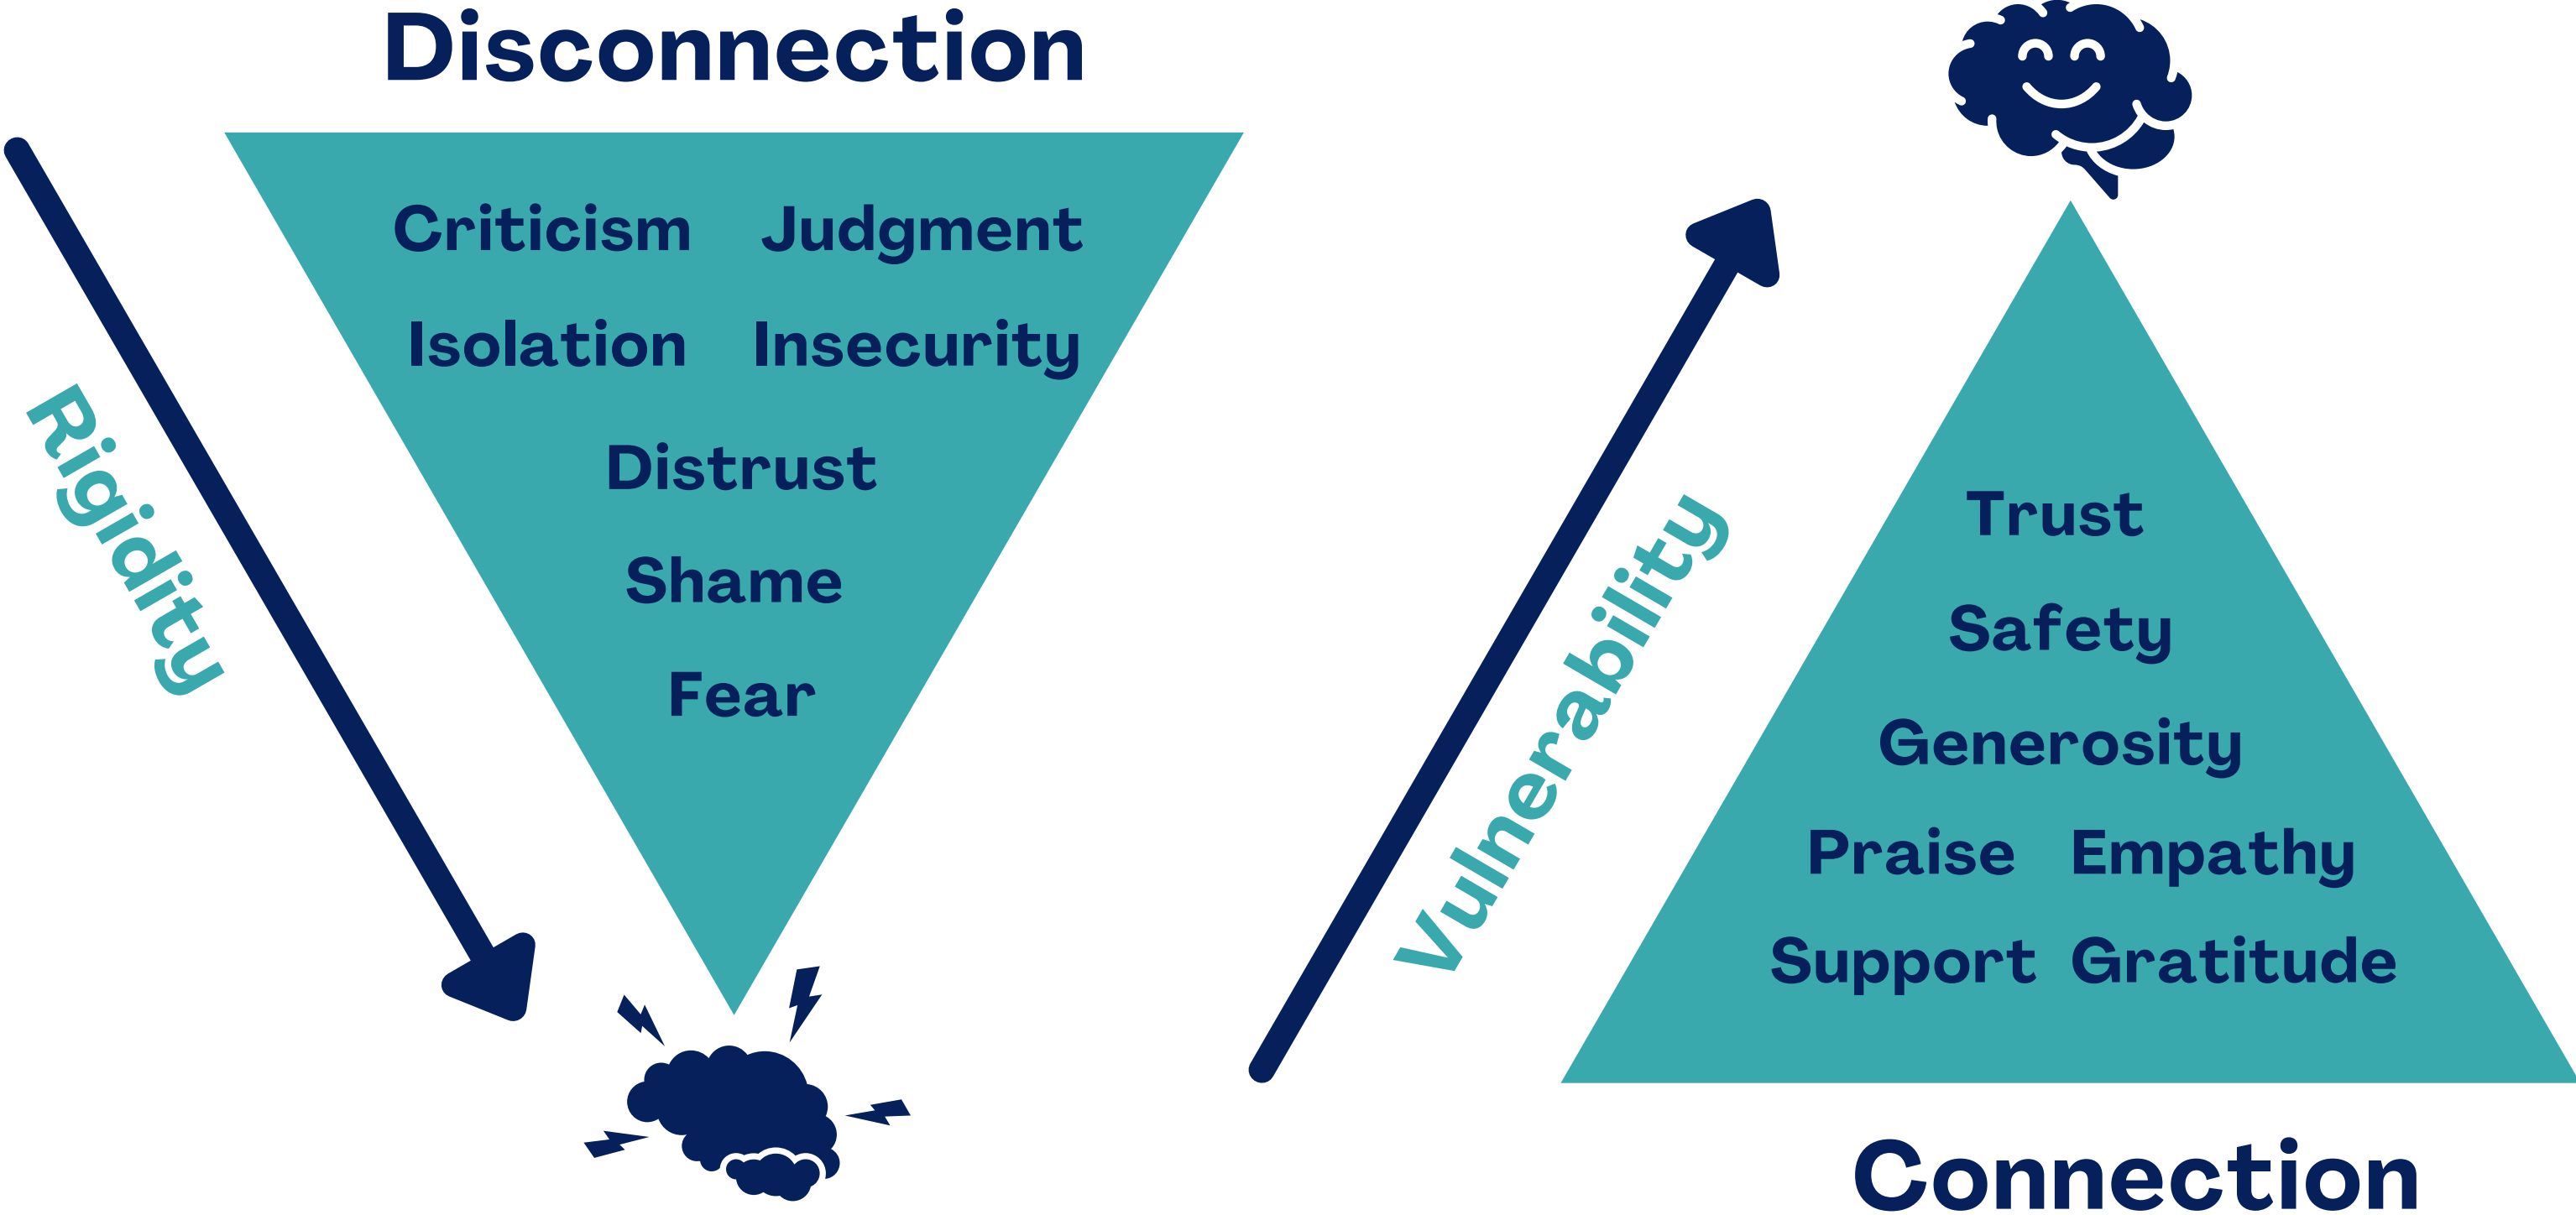 Disconnection
Criticism Judgment
Isolation Insecurity
Distrust
Shame
Fear
Rigidity
Vulnerability
Trust
Safety
Generosity
Praise Empathy
Support Gratitude
Connection